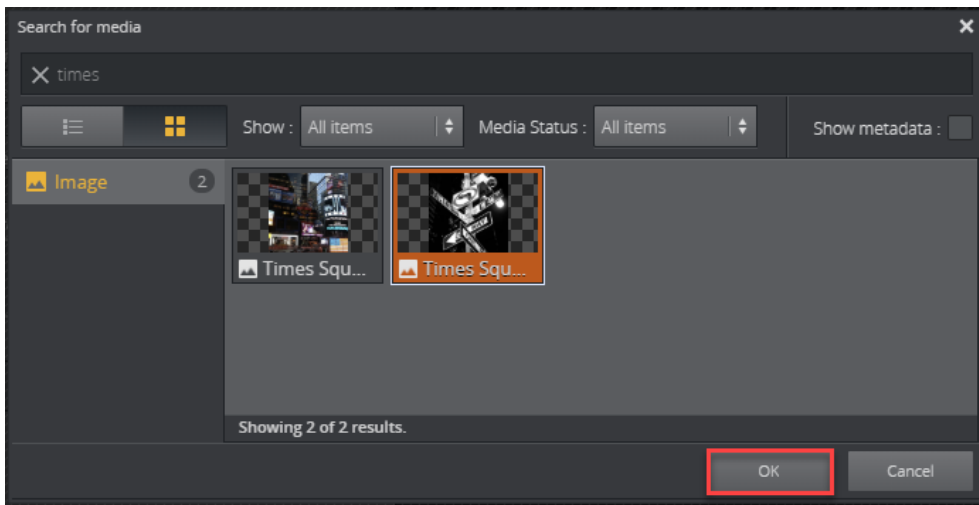 Search for media
times
Show : All items Media Status : All items Show metadata :
Image 2
Times Squ... Times Squ...
Showing 2 of 2 results.
OK Cancel